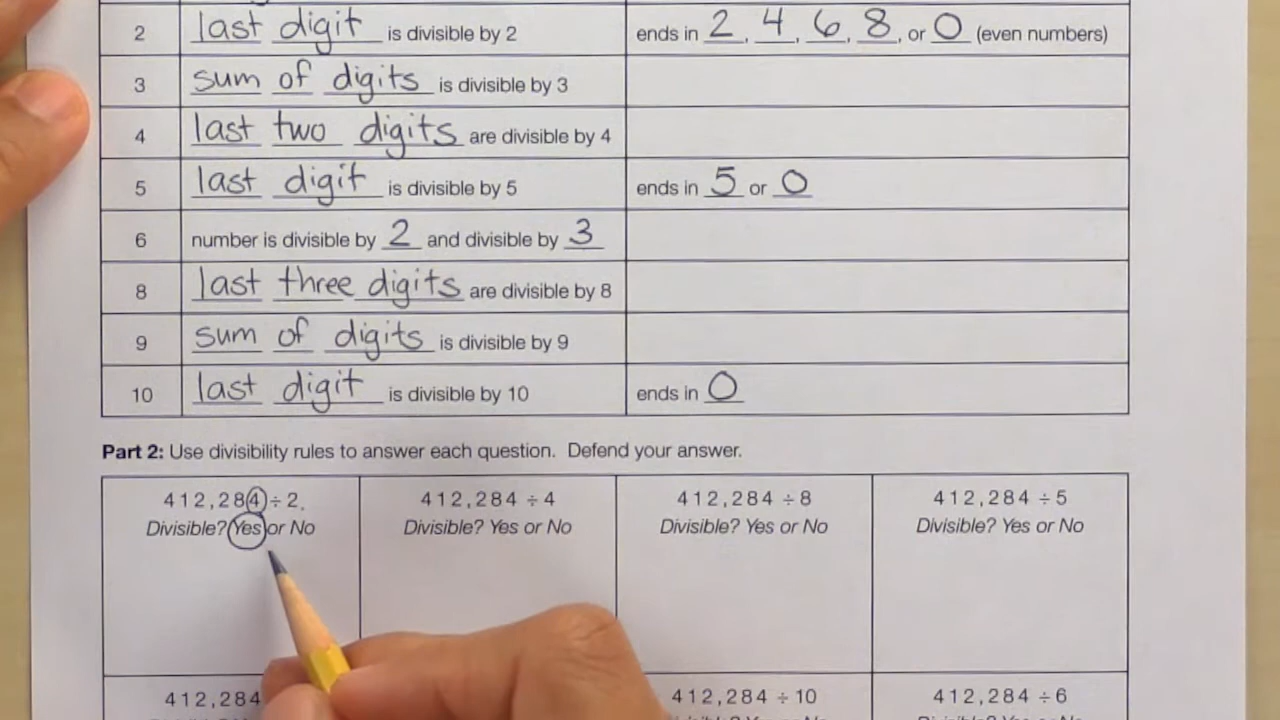 2 last digit is divisible by 2 ends in 2, 4, 6, 8, or 0 (even numbers)
3 sum of digits is divisible by 3
4 last two digits are divisible by 4
5 last digit is divisible by 5 ends in 5 or 0
6 number is divisible by 2 and divisible by 3
8 last three digits are divisible by 8
9 sum of digits is divisible by 9
10 last digit is divisible by 10 ends in 0
Part 2: Use divisibility rules to answer each question. Defend your answer.
412,284 ÷ 2 412,284 ÷ 4 412,284 ÷ 8 412,284 ÷ 5
Divisible? Yes or No Divisible? Yes or No Divisible? Yes or No Divisible? Yes or No
412,284 412,284 ÷ 10 412,284 ÷ 6